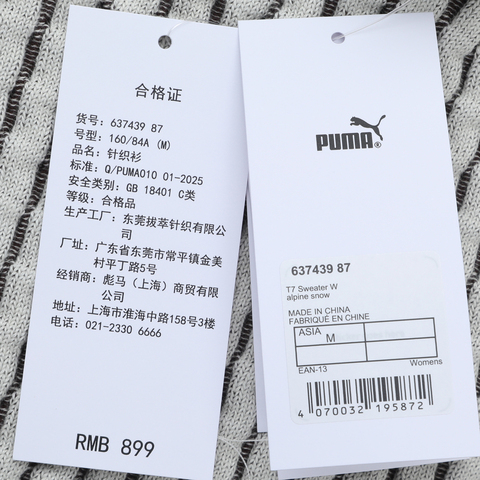 合格证
货号: 637439 87
号型: 160/84A (M)
品名: 针织衫
标准: Q/PUMA010 01-2025
安全类别: GB 18401 C类
等级: 合格品
生产工厂: 东莞拔萃针织有限公
司
厂址: 广东省东莞市常平镇金美
村平丁路5号
经销商: 彪马（上海）商贸有限
公司
地址: 上海市淮海中路158号3楼
电话: 021-2330 6666
RMB 899
PUMA®
637439 87
T7 Sweater W
alpine snow
MADE IN CHINA
FABRIQUÉ EN CHINE
ASIA
M
EAN-13
Womens
4 070032 195872